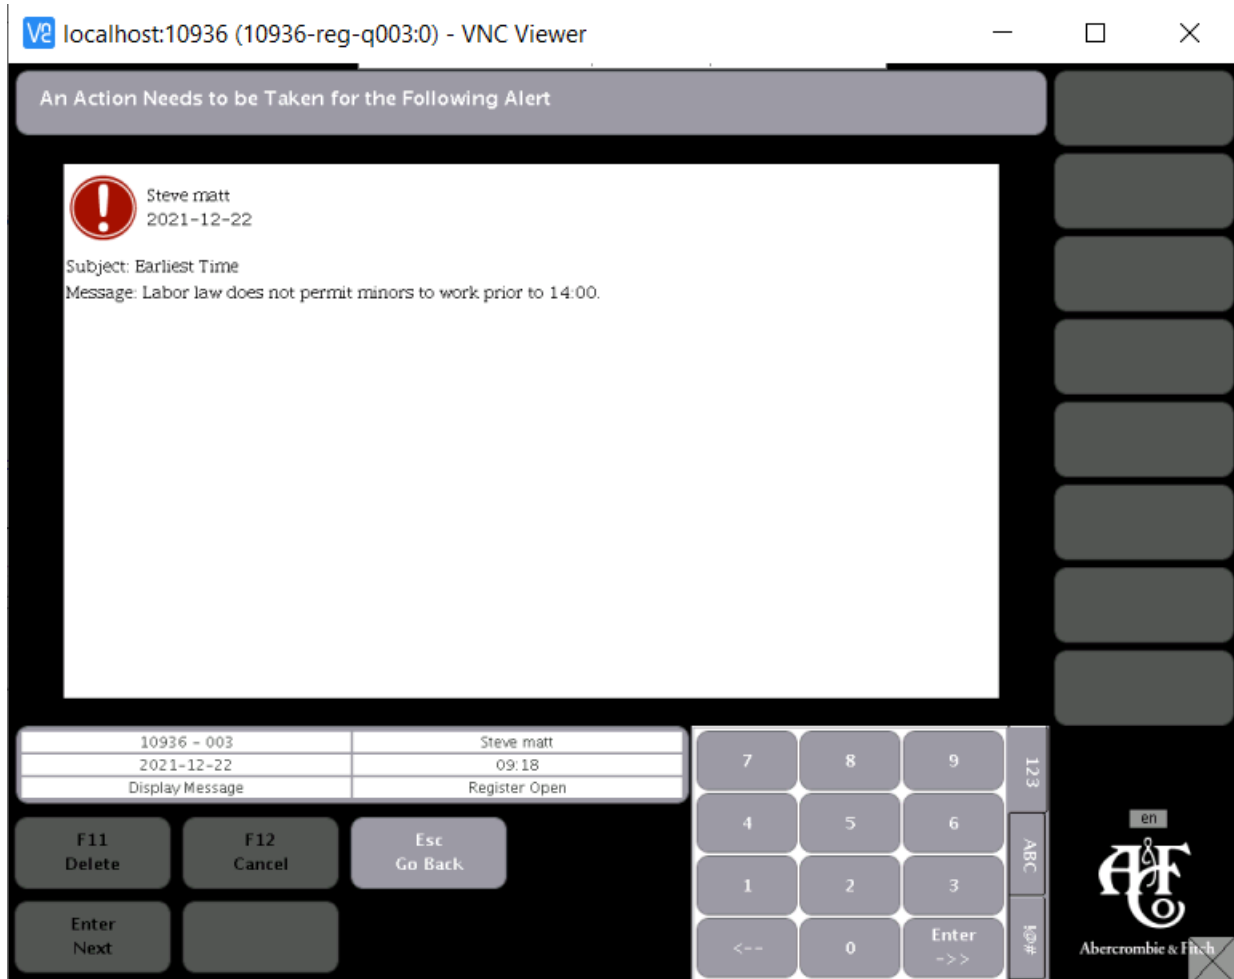 localhost:10936 (10936-reg-q003:0) - VNC Viewer
An Action Needs to be Taken for the Following Alert
Steve matt
2021-12-22
Subject: Earliest Time
Message: Labor law does not permit minors to work prior to 14:00.
10936 - 003 Steve matt
2021-12-22 09:18
Display Message Register Open
F11
Delete
F12
Cancel
Esc
Go Back
Enter
Next
7 8 9
4 5 6
1 2 3
<-- 0 Enter
->>
123
ABC
!@#
en
A&F
Co
Abercrombie & Fitch